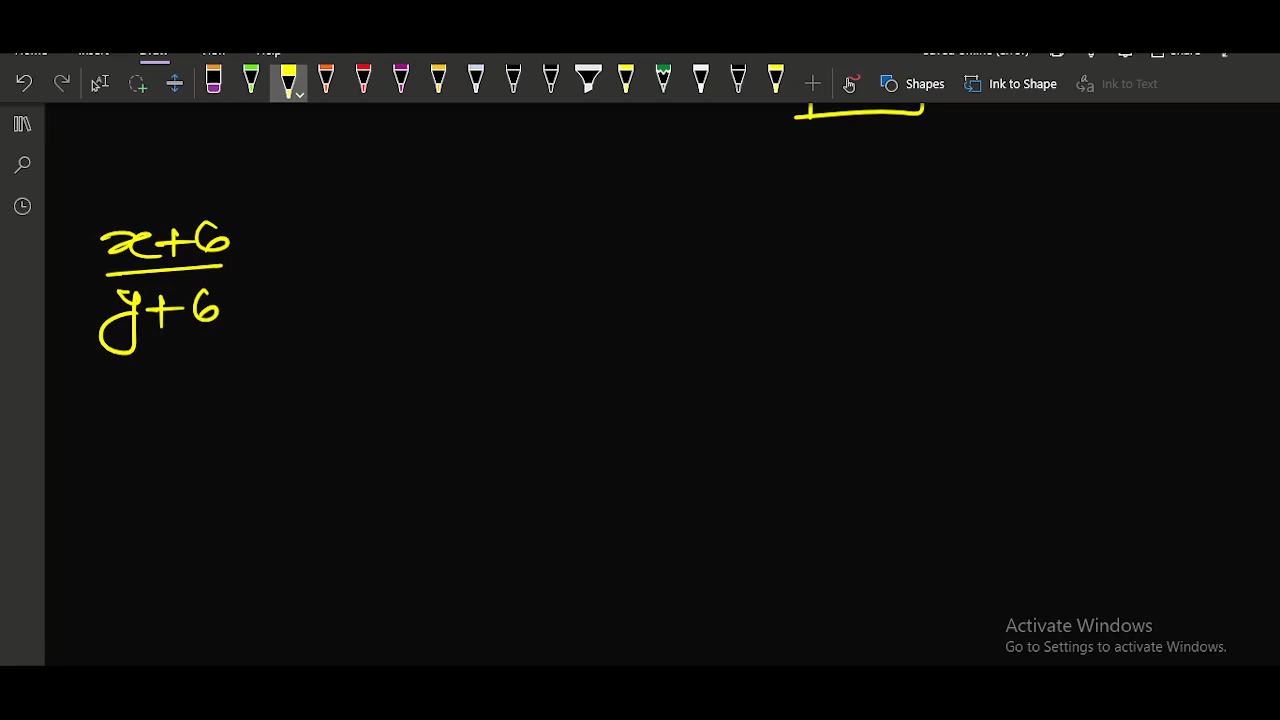 Shapes Ink to Shape Ink to Text
x+6
y+6
Activate Windows
Go to Settings to activate Windows.